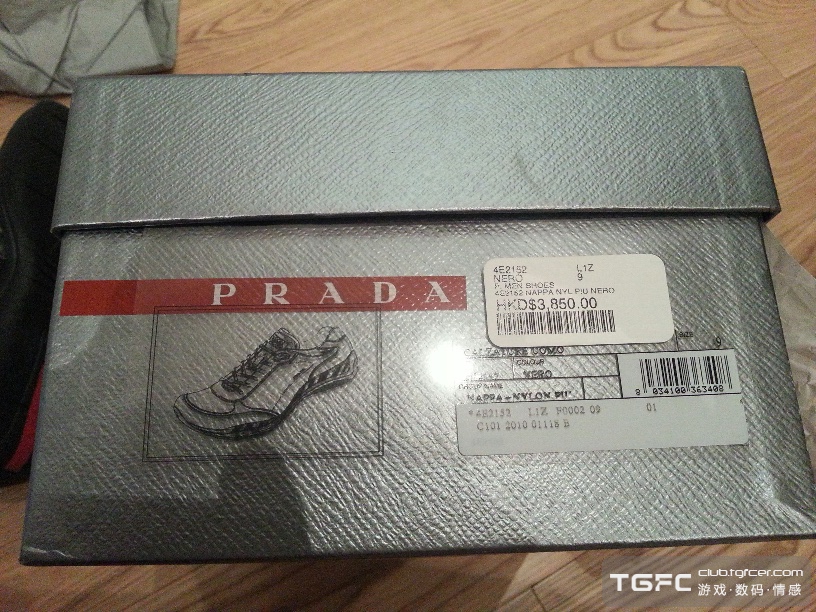 PRADA
4E2152 L1Z
NERO 9
P. MEN SHOES
4E2152 NAPPA NYL PIU NERO
HKD$3,850.00
CALZATURE UOMO
SIZE 9
COLOUR
NERO
NAPPA+NYLON PIU'
8 034100 363408
*4E2152 L1Z F0002 09 01
C101 2010 01115 B
TGFC club.tgfcer.com
游戏·数码·情感